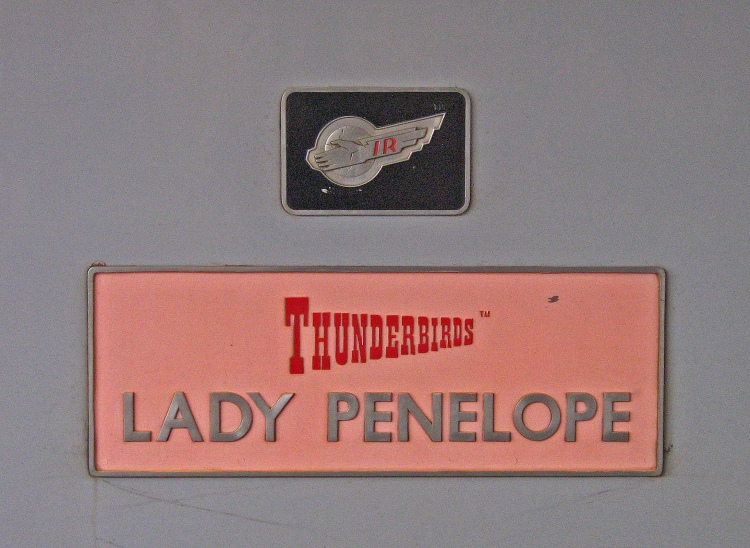 IR
THUNDERBIRDS™
LADY PENELOPE